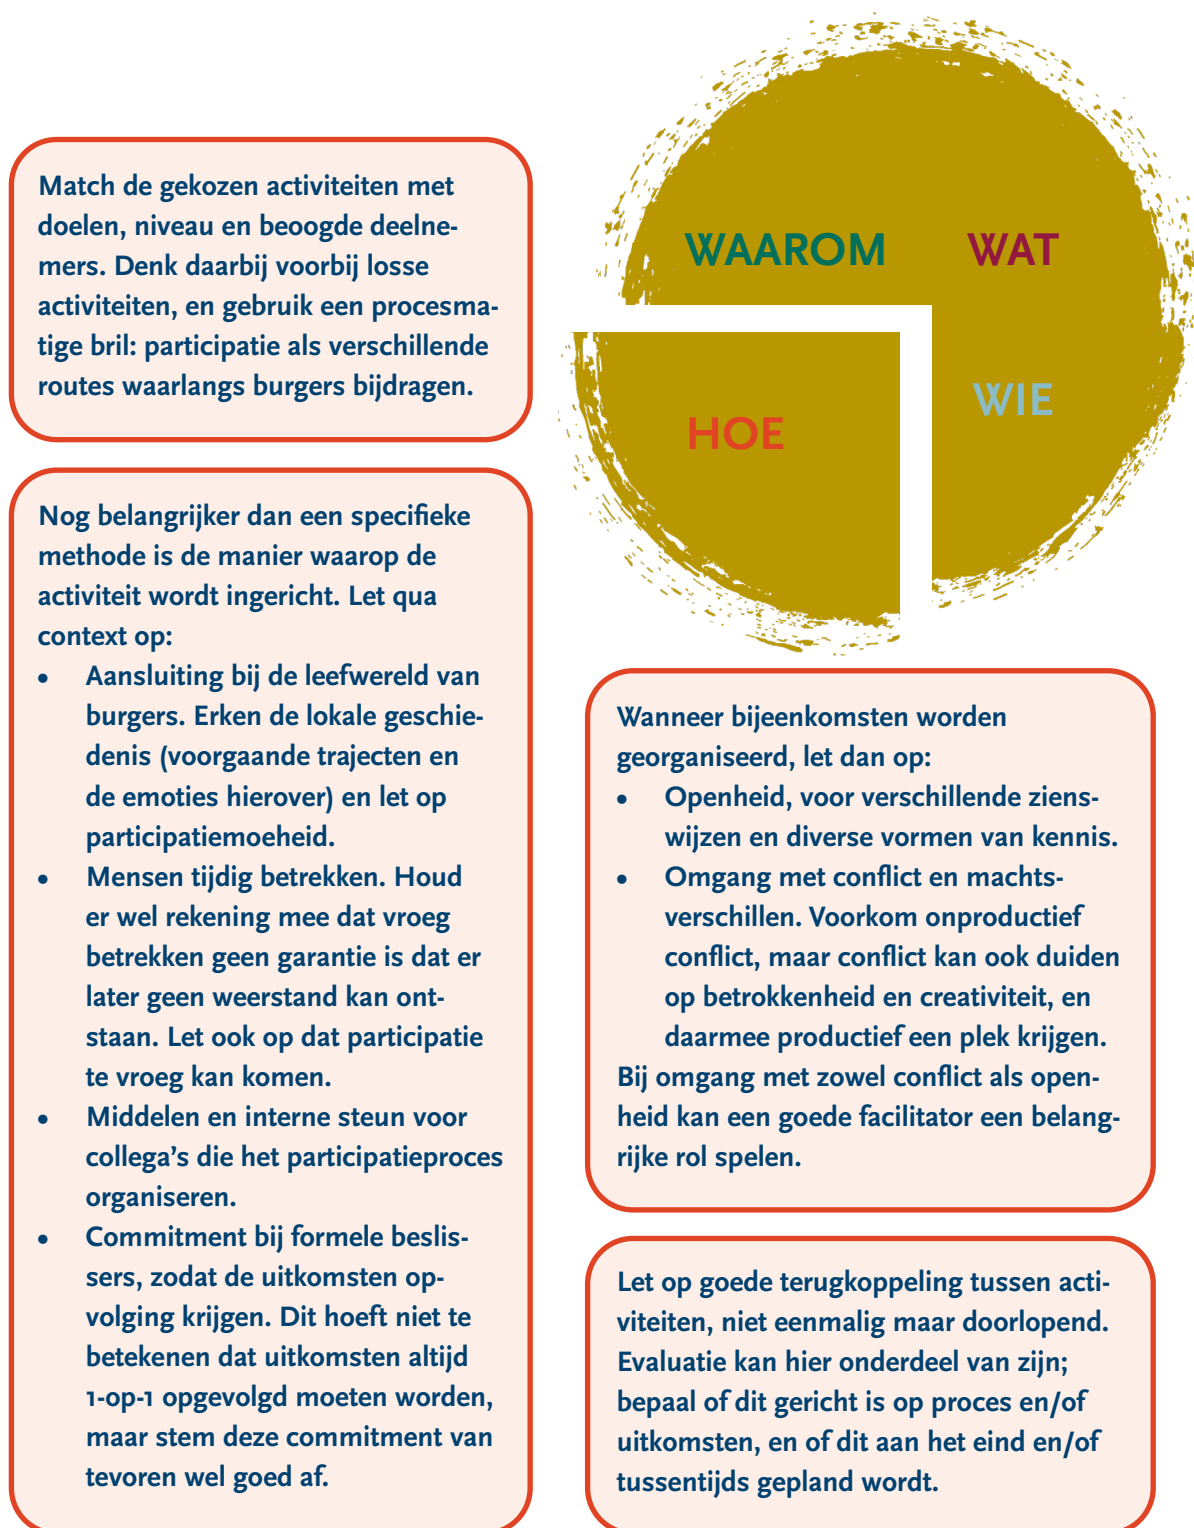 Match de gekozen activiteiten met
doelen, niveau en beoogde deelne-
mers. Denk daarbij voorbij losse
activiteiten, en gebruik een procesma-
tige bril: participatie als verschillende
routes waarlangs burgers bijdragen.
Nog belangrijker dan een specifieke
methode is de manier waarop de
activiteit wordt ingericht. Let qua
context op:
• Aansluiting bij de leefwereld van
burgers. Erken de lokale geschie-
denis (voorgaande trajecten en
de emoties hierover) en let op
participatiemoeheid.
• Mensen tijdig betrekken. Houd
er wel rekening mee dat vroeg
betrekken geen garantie is dat er
later geen weerstand kan ont-
staan. Let ook op dat participatie
te vroeg kan komen.
• Middelen en interne steun voor
collega's die het participatieproces
organiseren.
• Commitment bij formele beslis-
sers, zodat de uitkomsten op-
volging krijgen. Dit hoeft niet te
betekenen dat uitkomsten altijd
1-op-1 opgevolgd moeten worden,
maar stem deze commitment van
tevoren wel goed af.
WAAROM
WAT
WIE
HOE
Wanneer bijeenkomsten worden
georganiseerd, let dan op:
• Openheid, voor verschillende ziens-
wijzen en diverse vormen van kennis.
• Omgang met conflict en machts-
verschillen. Voorkom onproductief
conflict, maar conflict kan ook duiden
op betrokkenheid en creativiteit, en
daarmee productief een plek krijgen.
Bij omgang met zowel conflict als open-
heid kan een goede facilitator een belang-
rijke rol spelen.
Let op goede terugkoppeling tussen acti-
viteiten, niet eenmalig maar doorlopend.
Evaluatie kan hier onderdeel van zijn;
bepaal of dit gericht is op proces en/of
uitkomsten, en of dit aan het eind en/of
tussentijds gepland wordt.